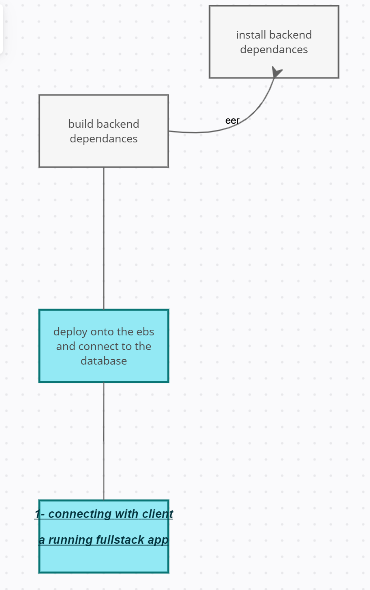 install backend
dependances
eer
build backend
dependances
deploy onto the ebs
and connect to the
database
1- connecting with client
a running fullstack app